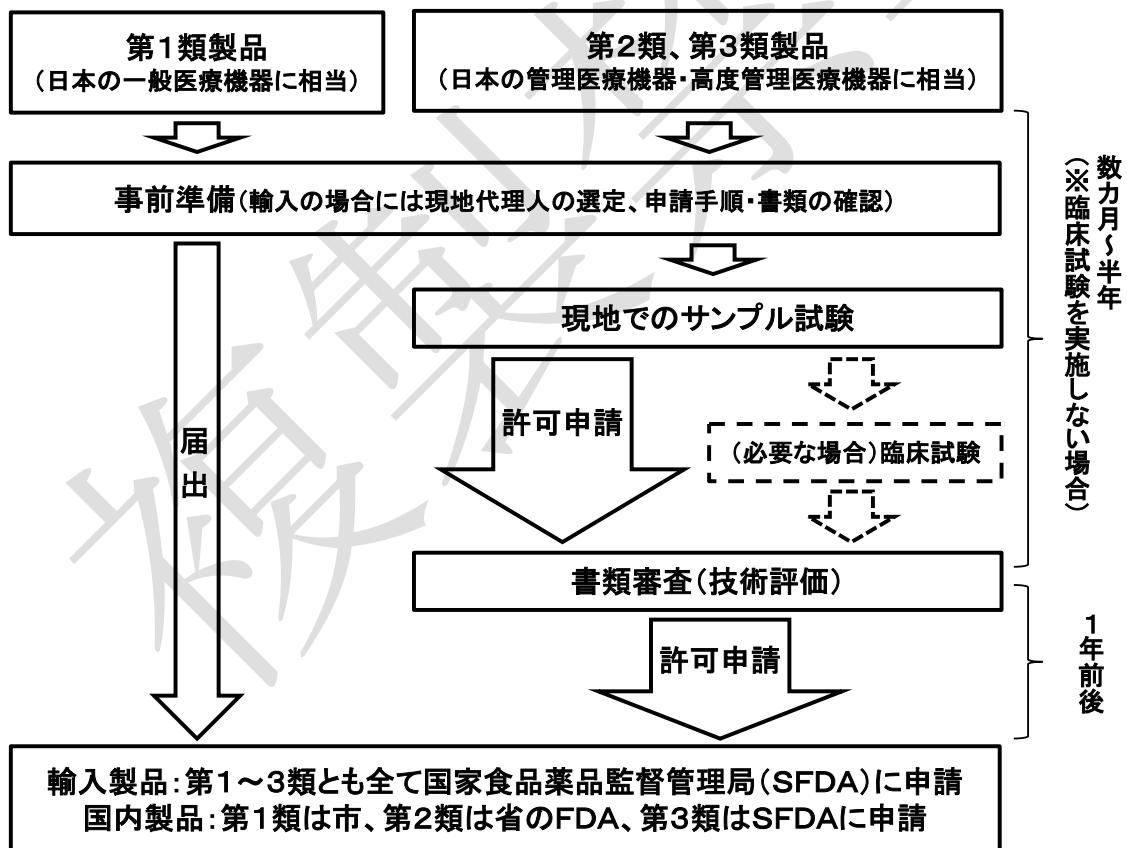 第1類製品
（日本の一般医療機器に相当）
第2類、第3類製品
（日本の管理医療機器・高度管理医療機器に相当）
事前準備（輸入の場合には現地代理人の選定、申請手順・書類の確認）
現地でのサンプル試験
届出
許可申請
（必要な場合）臨床試験
書類審査（技術評価）
許可申請
数カ月～半年
（※臨床試験を実施しない場合）
1年前後
輸入製品：第1～3類とも全て国家食品薬品監督管理局（SFDA）に申請
国内製品：第1類は市、第2類は省のFDA、第3類はSFDAに申請
複製禁